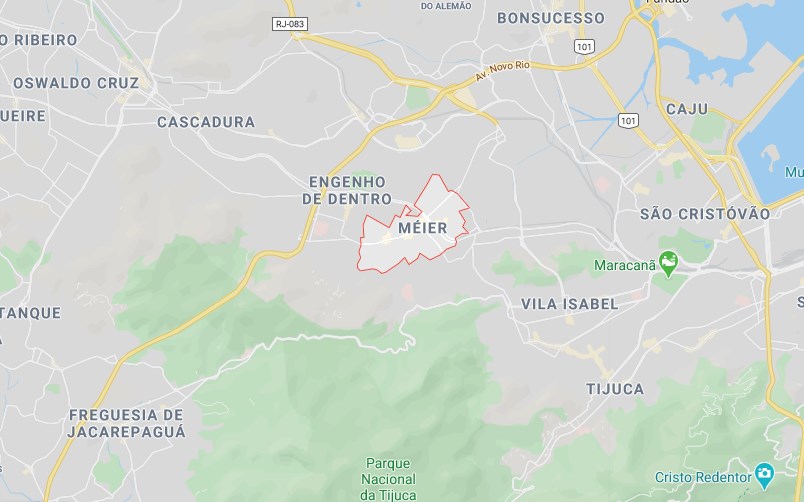 DO ALEMÃO
BONSUCESSO
RJ-083
O RIBEIRO
101
Av. Novo Rio
OSWALDO CRUZ
UEIRE
CASCADURA
CAJU
101
Mu
ENGENHO
DE DENTRO
MÉIER
SÃO CRISTÓVÃO
Maracanã
TANQUE
VILA ISABEL
S
TIJUCA
FREGUESIA DE
JACAREPAGUÁ
Parque
Nacional
da Tijuca
Cristo Redentor